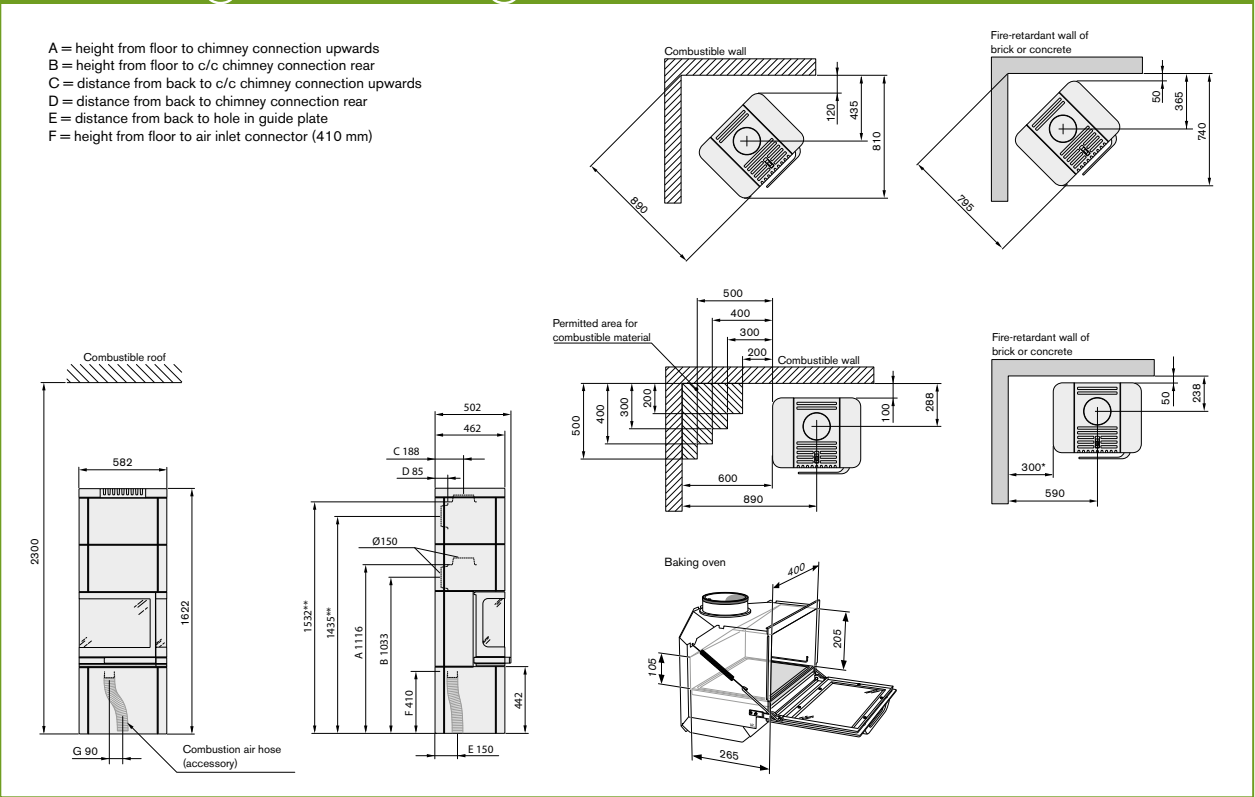 A = height from floor to chimney connection upwards
B = height from floor to c/c chimney connection rear
C = distance from back to c/c chimney connection upwards
D = distance from back to chimney connection rear
E = distance from back to hole in guide plate
F = height from floor to air inlet connector (410 mm)
Combustible wall
120
435
810
890
Fire-retardant wall of
brick or concrete
50
365
740
795
Combustible roof
2300
582
1622
G 90
Combustion air hose
(accessory)
502
462
C 188
D 85
Ø150
1532**
1435**
A 1116
B 1033
F 410
442
E 150
500
400
300
200
Permitted area for
combustible material
Combustible wall
500
400
300
200
100
288
600
890
Fire-retardant wall of
brick or concrete
50
238
300*
590
Baking oven
400
205
105
265